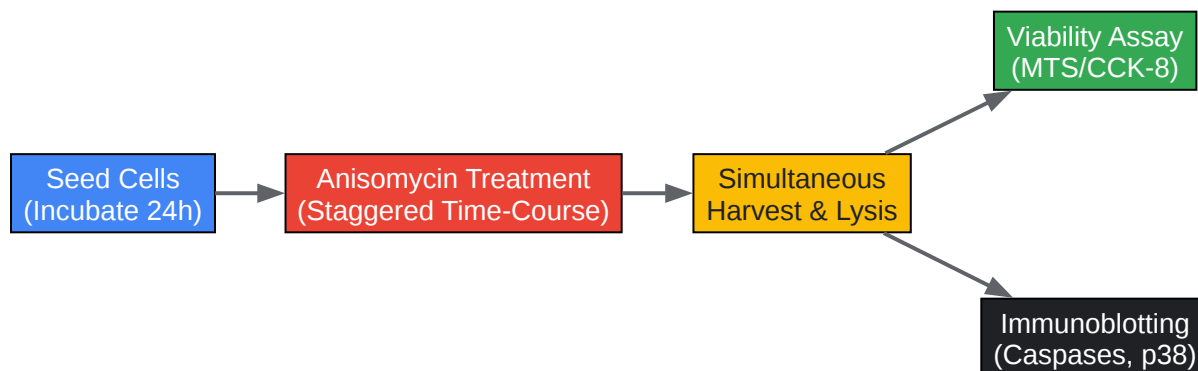 Seed Cells
(Incubate 24h)
Anisomycin Treatment
(Staggered Time-Course)
Simultaneous
Harvest & Lysis
Viability Assay
(MTS/CCK-8)
Immunoblotting
(Caspases, p38)